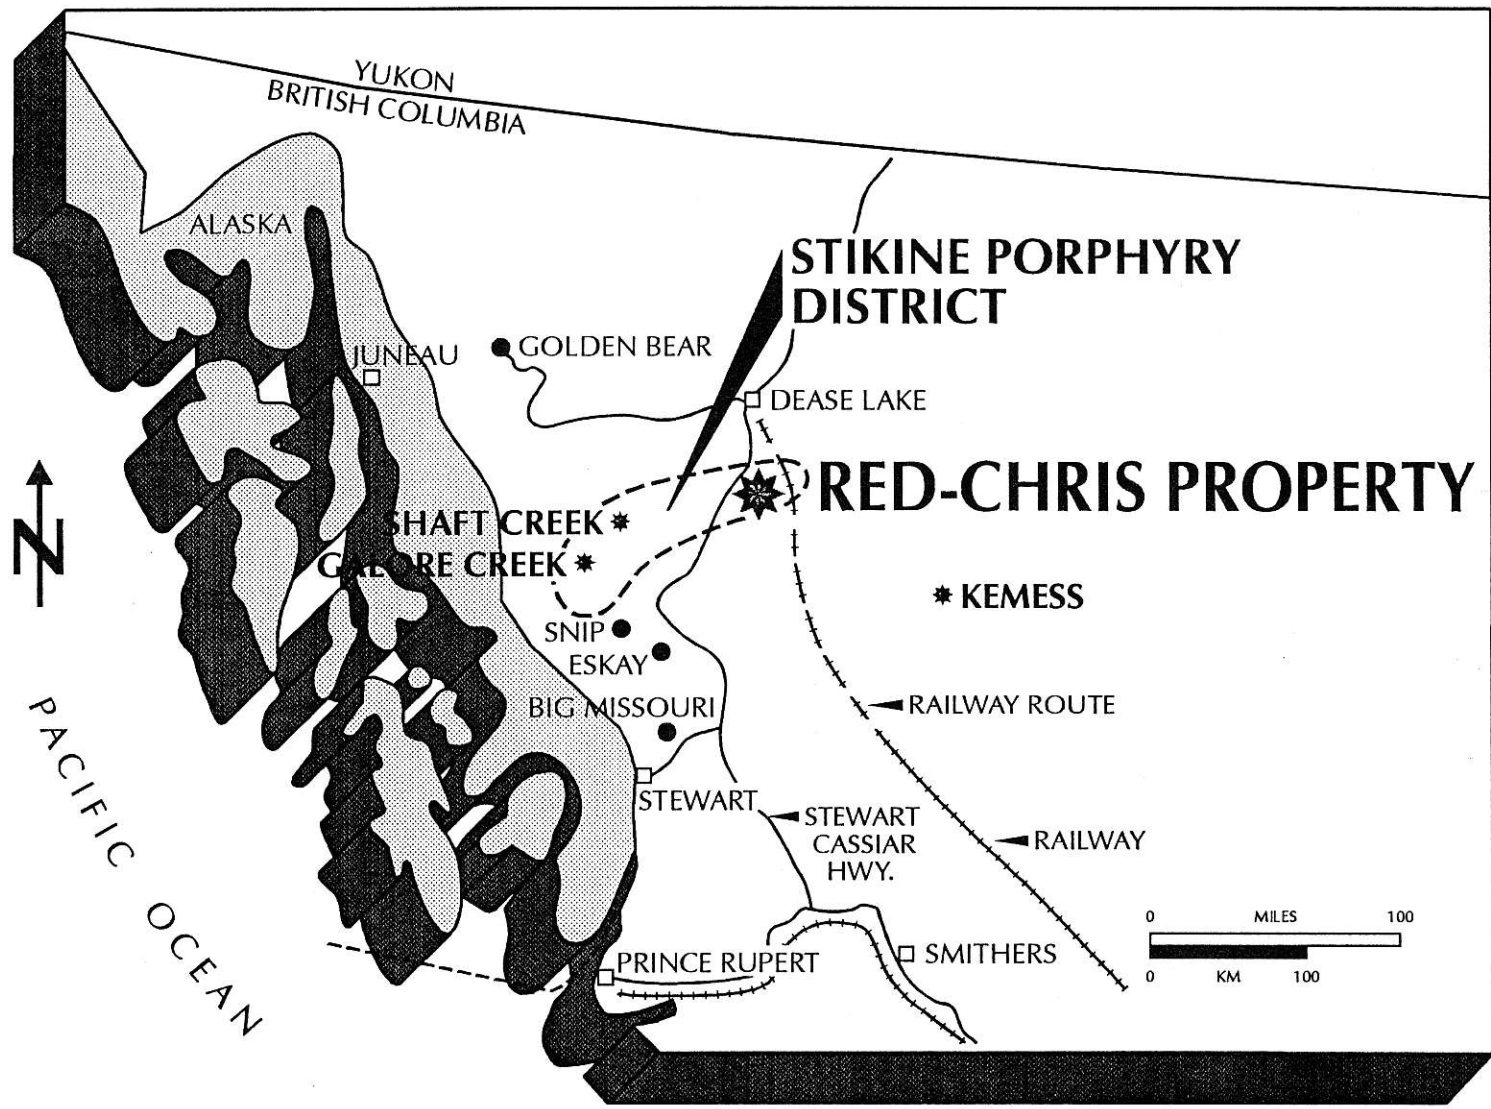 YUKON
BRITISH COLUMBIA
ALASKA
STIKINE PORPHYRY
DISTRICT
JUNEAU
GOLDEN BEAR
DEASE LAKE
RED-CHRIS PROPERTY
SHAFT CREEK
GALORE CREEK
N
KEMESS
SNIP
ESKAY
BIG MISSOURI
RAILWAY ROUTE
STEWART
STEWART
CASSIAR
HWY.
RAILWAY
PACIFIC OCEAN
0 MILES 100
0 KM 100
SMITHERS
PRINCE RUPERT